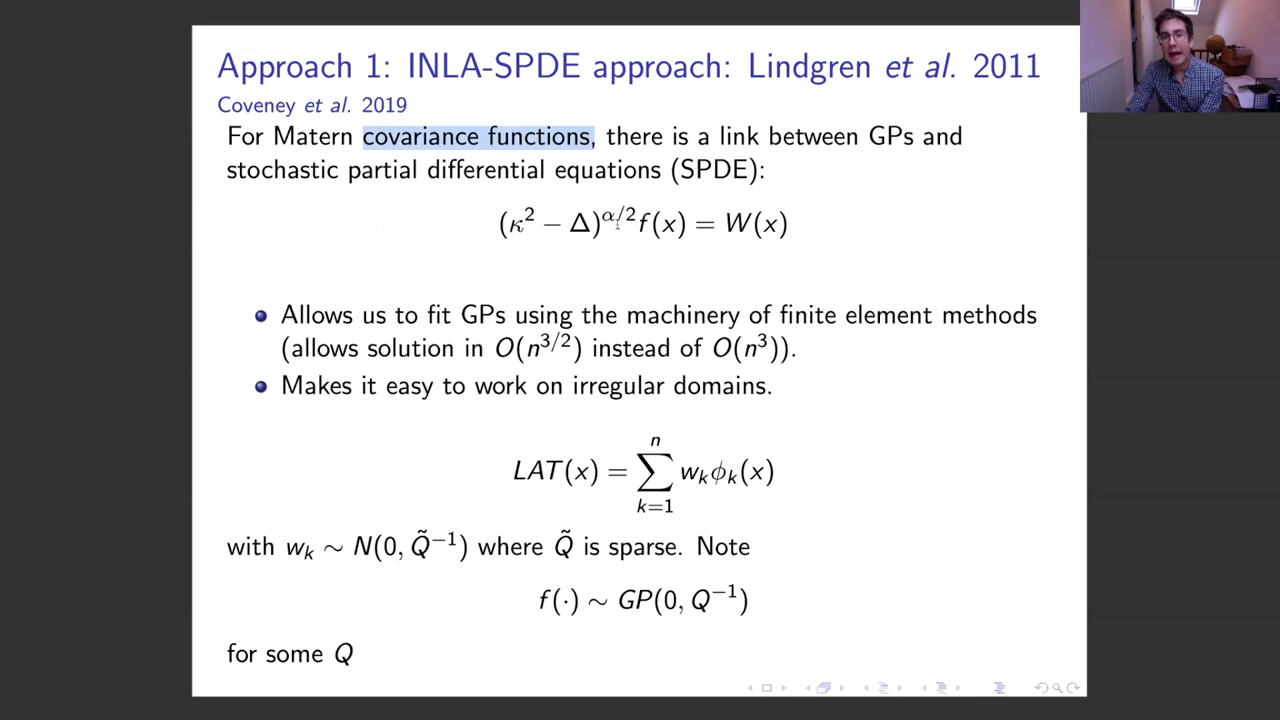 Approach 1: INLA-SPDE approach: Lindgren et al. 2011
Coveney et al. 2019
For Matern covariance functions, there is a link between GPs and
stochastic partial differential equations (SPDE):
(κ² − Δ)^{α/2} f(x) = W(x)
Allows us to fit GPs using the machinery of finite element methods
(allows solution in O(n^{3/2}) instead of O(n³)).
Makes it easy to work on irregular domains.
LAT(x) = ∑_{k=1}^{n} w_k ϕ_k(x)
with w_k ∼ N(0, Q̃⁻¹) where Q̃ is sparse. Note
f(·) ∼ GP(0, Q⁻¹)
for some Q